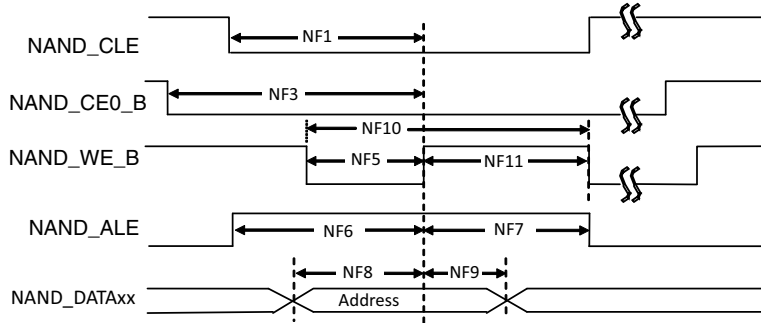 NAND_CLE
NF1
NAND_CE0_B
NF3
NF10
NAND_WE_B
NF5
NF11
NAND_ALE
NF6
NF7
NF8
NF9
NAND_DATAxx
Address